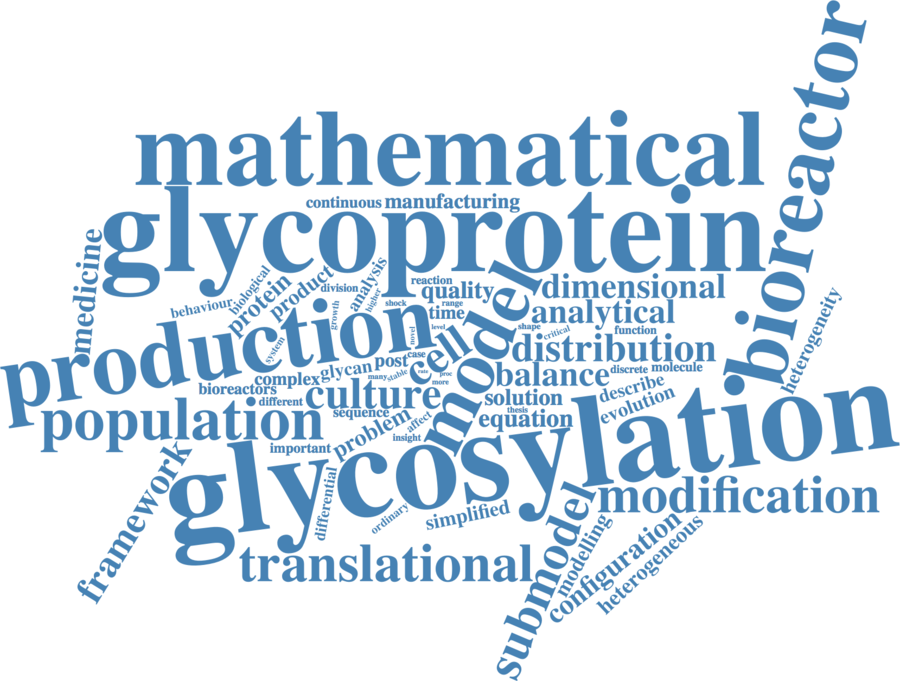 bioreactor
mathematical
glycoprotein
continuous
manufacturing
medicine
biological
protein
product
division
analysis
higher
behaviour
growth
shock
reaction
quality
range
time
level
novel
model
dimensional
analytical
shape
critical
function
heterogeneity
production
system
cell
distribution
case
post
glycan
many
stable
rate
proc
more
complex
bioreactors
different
culture
balance
discrete
molecule
describe
evolution
solution
thesis
equation
population
sequence
problem
affect
insight
important
glycosylation
framework
differential
ordinary
simplified
modification
translational
submodel
modelling
configuration
heterogeneous